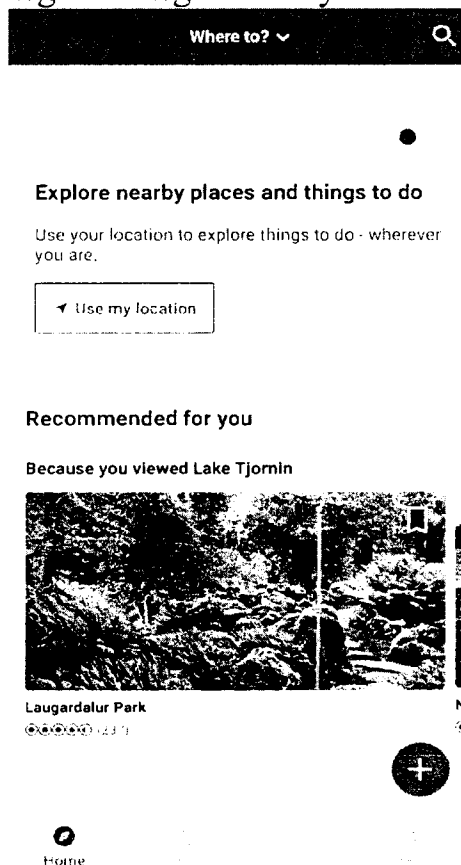 Where to?
Explore nearby places and things to do
Use your location to explore things to do - wherever
you are.
Use my location
Recommended for you
Because you viewed Lake Tjornin
Laugardalur Park
Home